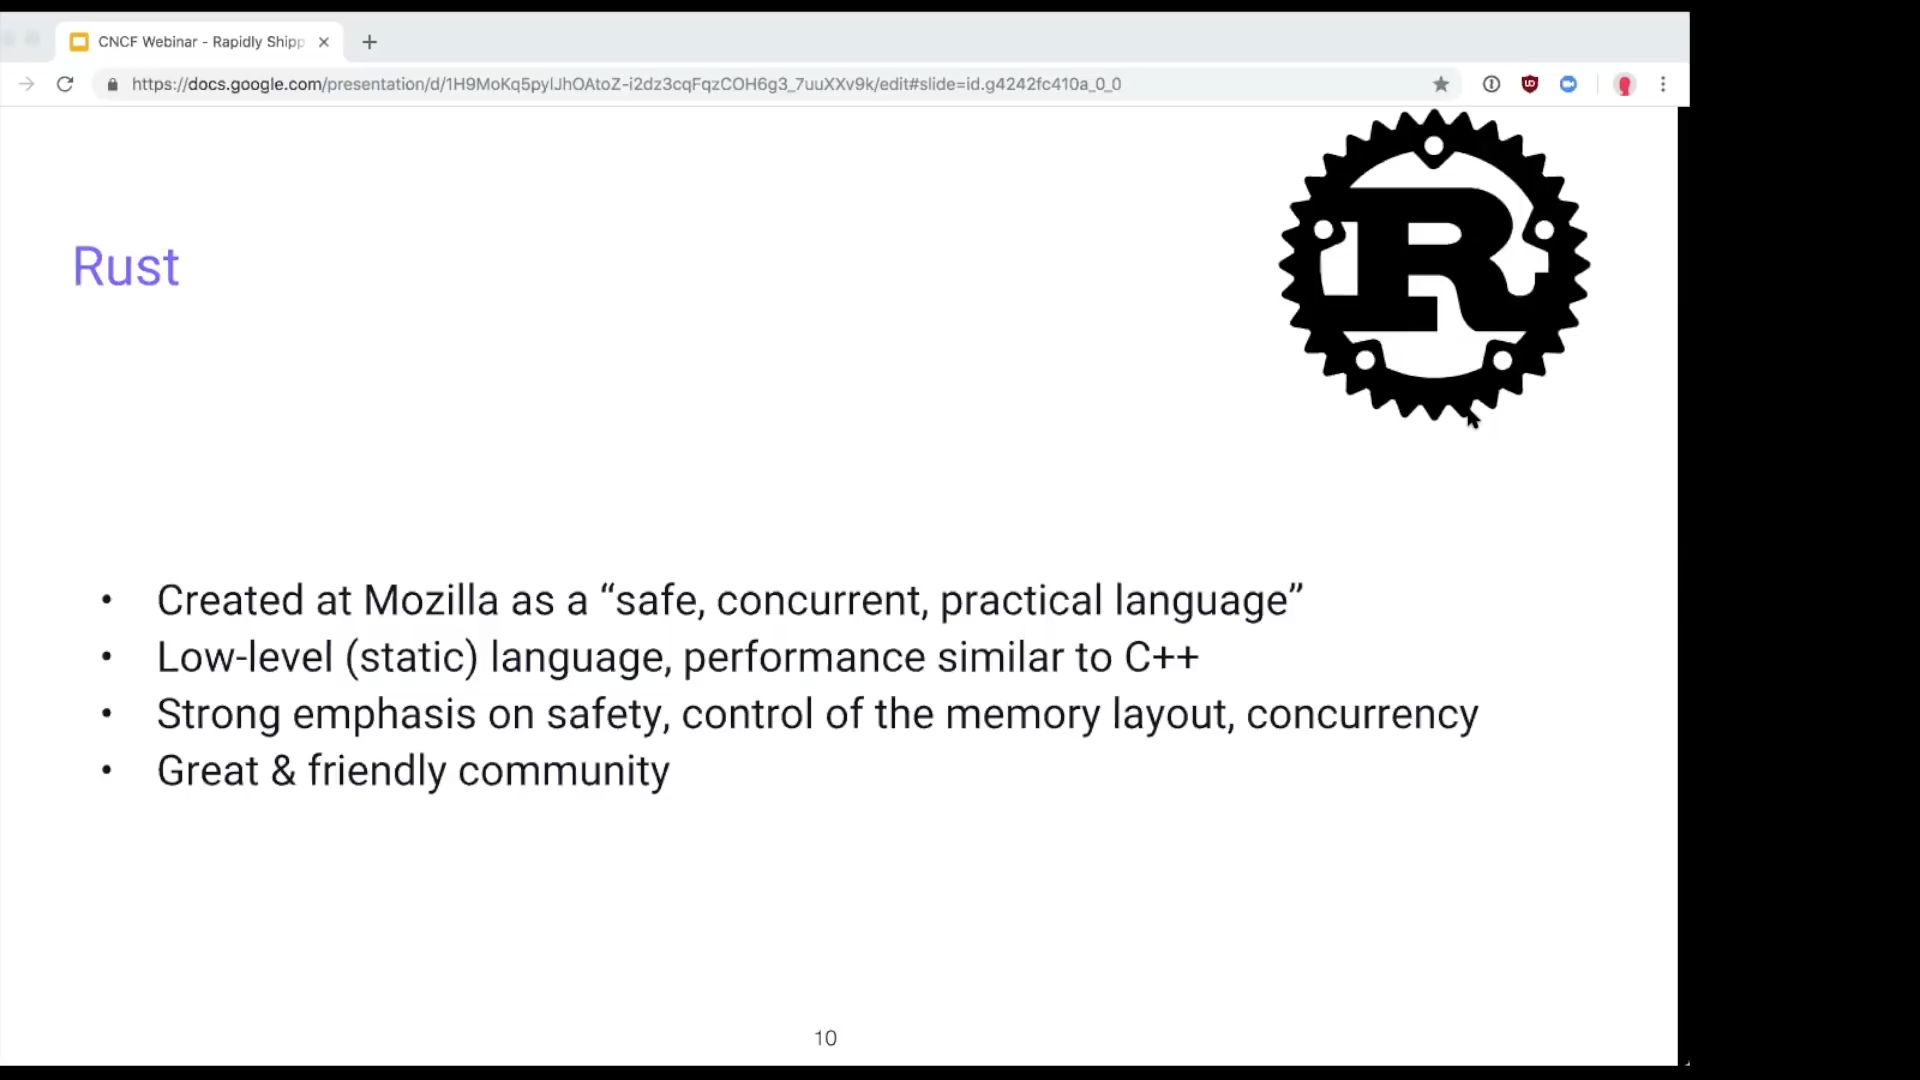 CNCF Webinar - Rapidly Shipp
https://docs.google.com/presentation/d/1H9MoKq5pylJhOAtoZ-i2dz3cqFqzCOH6g3_7uuXXv9k/edit#slide=id.g4242fc410a_0_0
R
Rust
• Created at Mozilla as a “safe, concurrent, practical language”
• Low-level (static) language, performance similar to C++
• Strong emphasis on safety, control of the memory layout, concurrency
• Great & friendly community
10